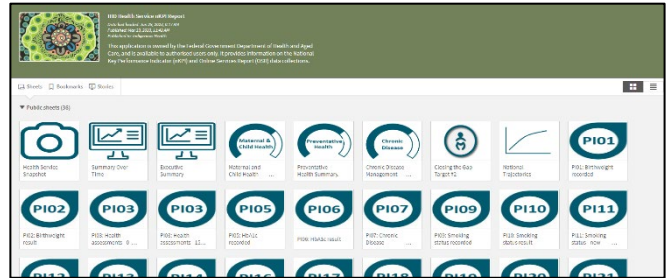 HID Health Service nKPI Report
This application is owned by the Federal Government Department of Health and Aged
Care, and is available to authorised users only. It provides information on the National
Key Performance Indicator (nKPI) and Online Services Report (OSR) data collections.
Sheets Bookmarks Stories
Public sheets (38)
Maternal & Child Health
Preventative Health
Chronic Disease
PI01
Health Service Snapshot
Summary Over Time
Executive Summary
Maternal and Child Health ...
Preventative Health Summary
Chronic Disease Management ...
Closing the Gap Target #2
National Trajectories
PI01: Birthweight recorded
PI02
PI03
PI03
PI05
PI06
PI07
PI09
PI10
PI11
PI02: Birthweight result
PI03: Health assessments 0 ...
PI03: Health assessments
PI05: HbA1c recorded
PI06: HbA1c result
PI07: Chronic Disease ...
PI09: Smoking status recorded
PI10: Smoking status result
PI11: Smoking status now ...